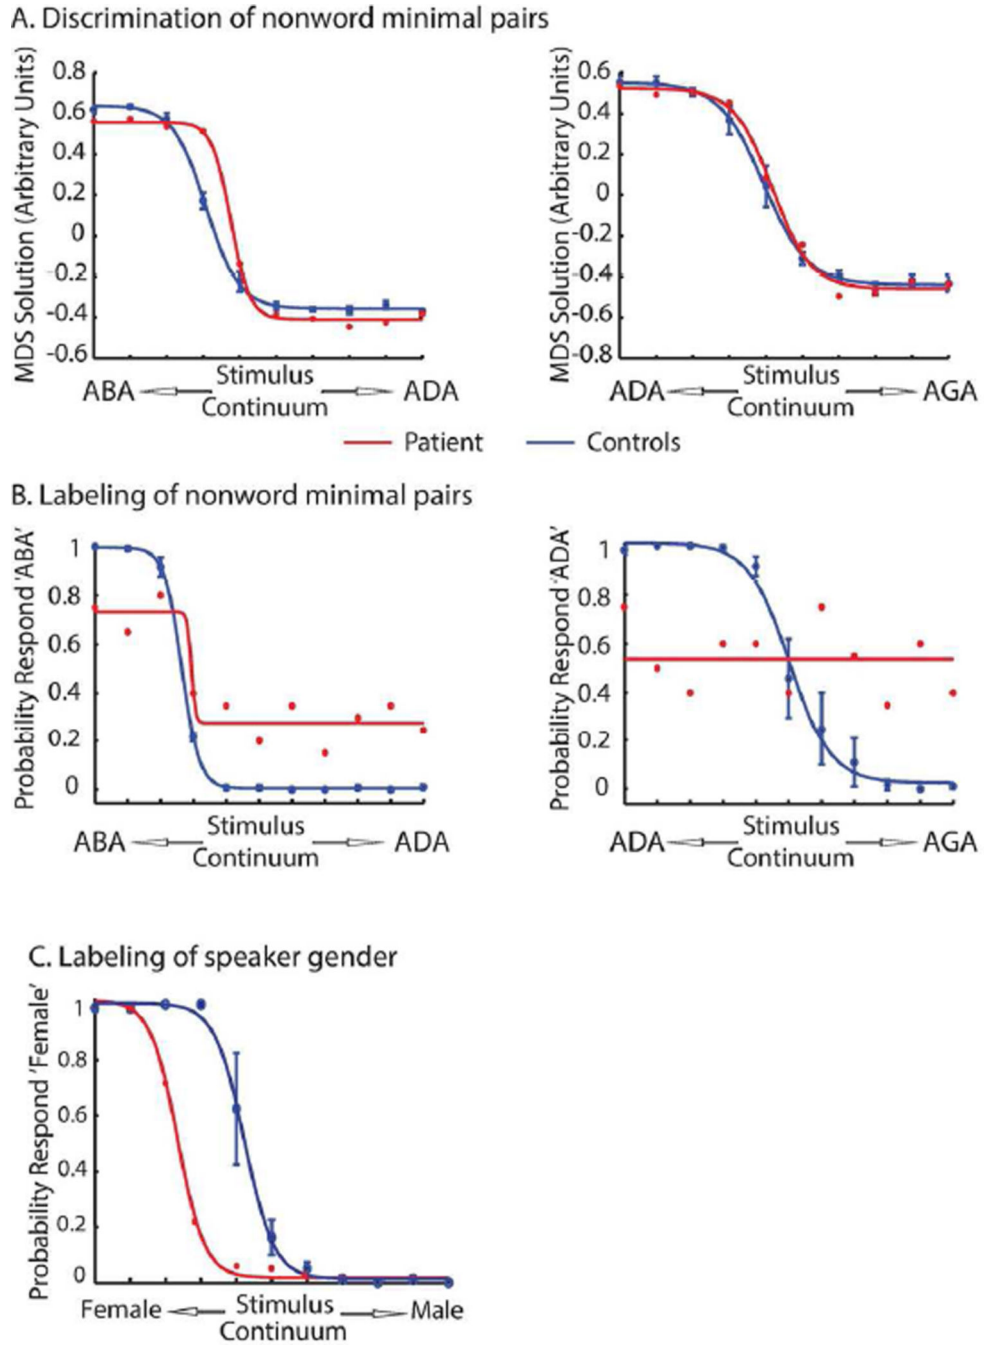 A. Discrimination of nonword minimal pairs
MDS Solution (Arbitrary Units)
0.8
0.6
0.4
0.2
0
-0.2
-0.4
-0.6
ABA
Stimulus
Continuum
ADA
MDS Solution (Arbitrary Units)
0.6
0.4
0.2
0
-0.2
-0.4
-0.6
-0.8
ADA
Stimulus
Continuum
AGA
Patient
Controls
B. Labeling of nonword minimal pairs
Probability Respond 'ABA'
1
0.8
0.6
0.4
0.2
0
ABA
Stimulus
Continuum
ADA
Probability Respond 'ADA'
1
0.8
0.6
0.4
0.2
0
ADA
Stimulus
Continuum
AGA
C. Labeling of speaker gender
Probability Respond 'Female'
1
0.8
0.6
0.4
0.2
0
Female
Stimulus
Continuum
Male